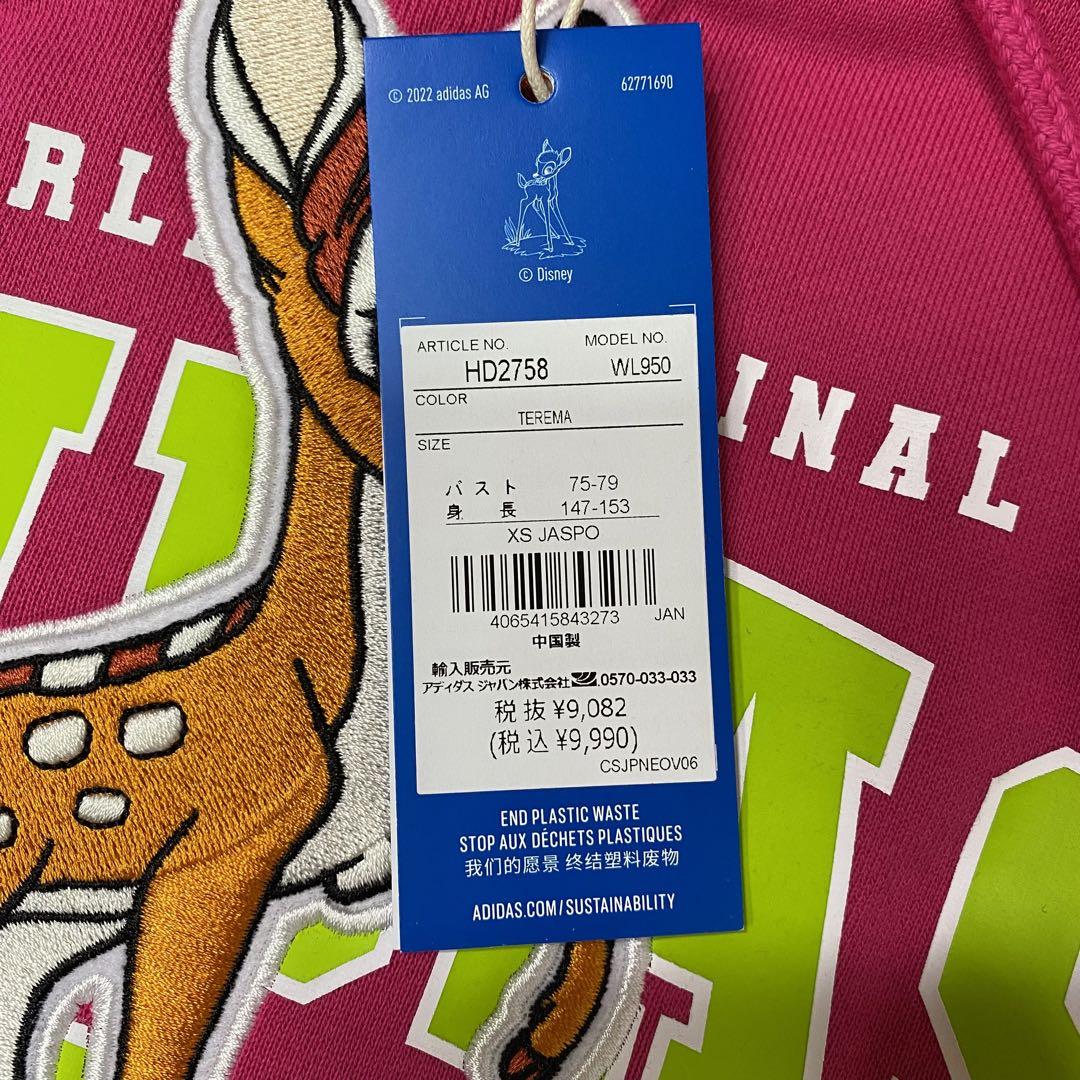 © 2022 adidas AG 62771690
© Disney
ARTICLE NO. MODEL NO.
HD2758 WL950
COLOR
TEREMA
SIZE
バスト 75-79
身長 147-153
XS JASPO
4065415843273 JAN
中国製
輸入販売元
アディダス ジャパン株式会社 0570-033-033
税抜 ¥9,082
(税込 ¥9,990)
CSJPNEOV06
END PLASTIC WASTE
STOP AUX DÉCHETS PLASTIQUES
我们的愿景 终结塑料废物
ADIDAS.COM/SUSTAINABILITY
INAL